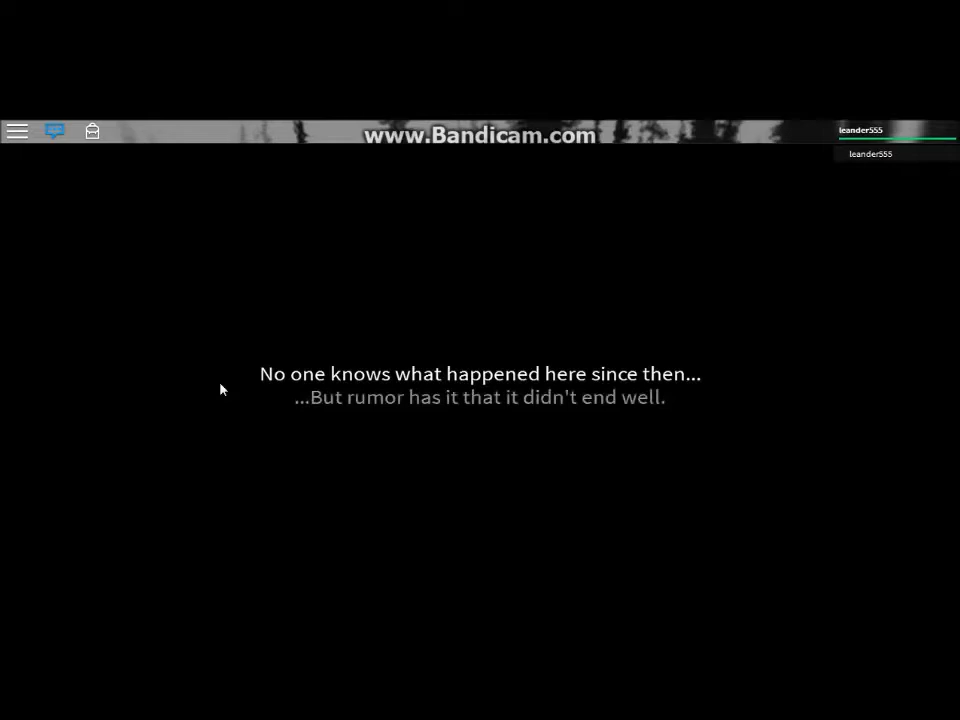 www.Bandicam.com
leander555
leander555
No one knows what happened here since then...
...But rumor has it that it didn't end well.